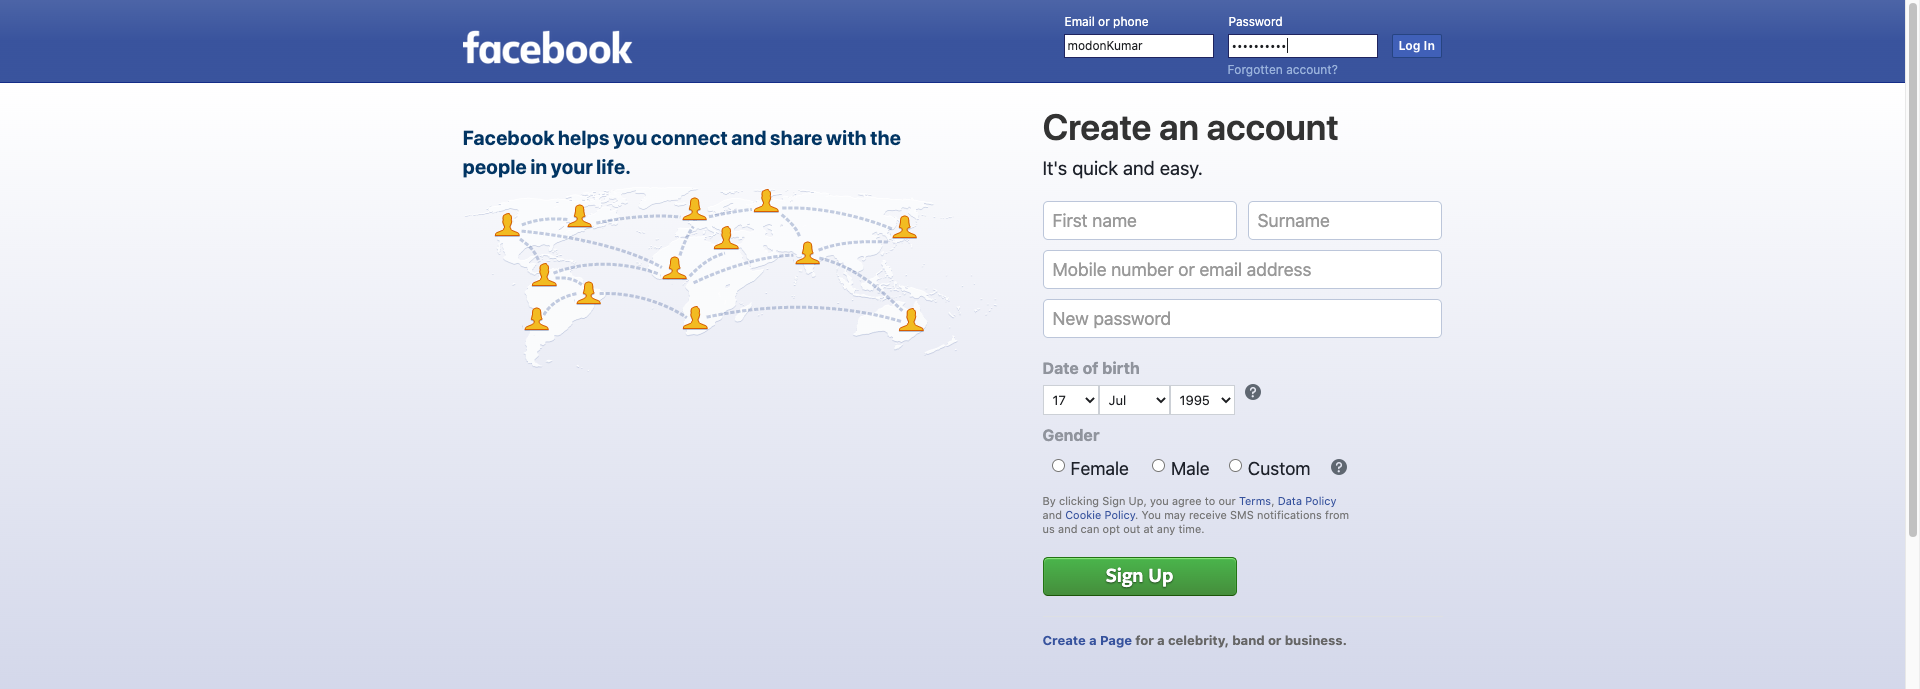 facebook
Email or phone
Password
modonKumar
••••••••••
Log In
Forgotten account?
Facebook helps you connect and share with the
people in your life.
Create an account
It's quick and easy.
First name
Surname
Mobile number or email address
New password
Date of birth
17 Jul 1995
Gender
Female Male Custom
By clicking Sign Up, you agree to our Terms, Data Policy
and Cookie Policy. You may receive SMS notifications from
us and can opt out at any time.
Sign Up
Create a Page for a celebrity, band or business.